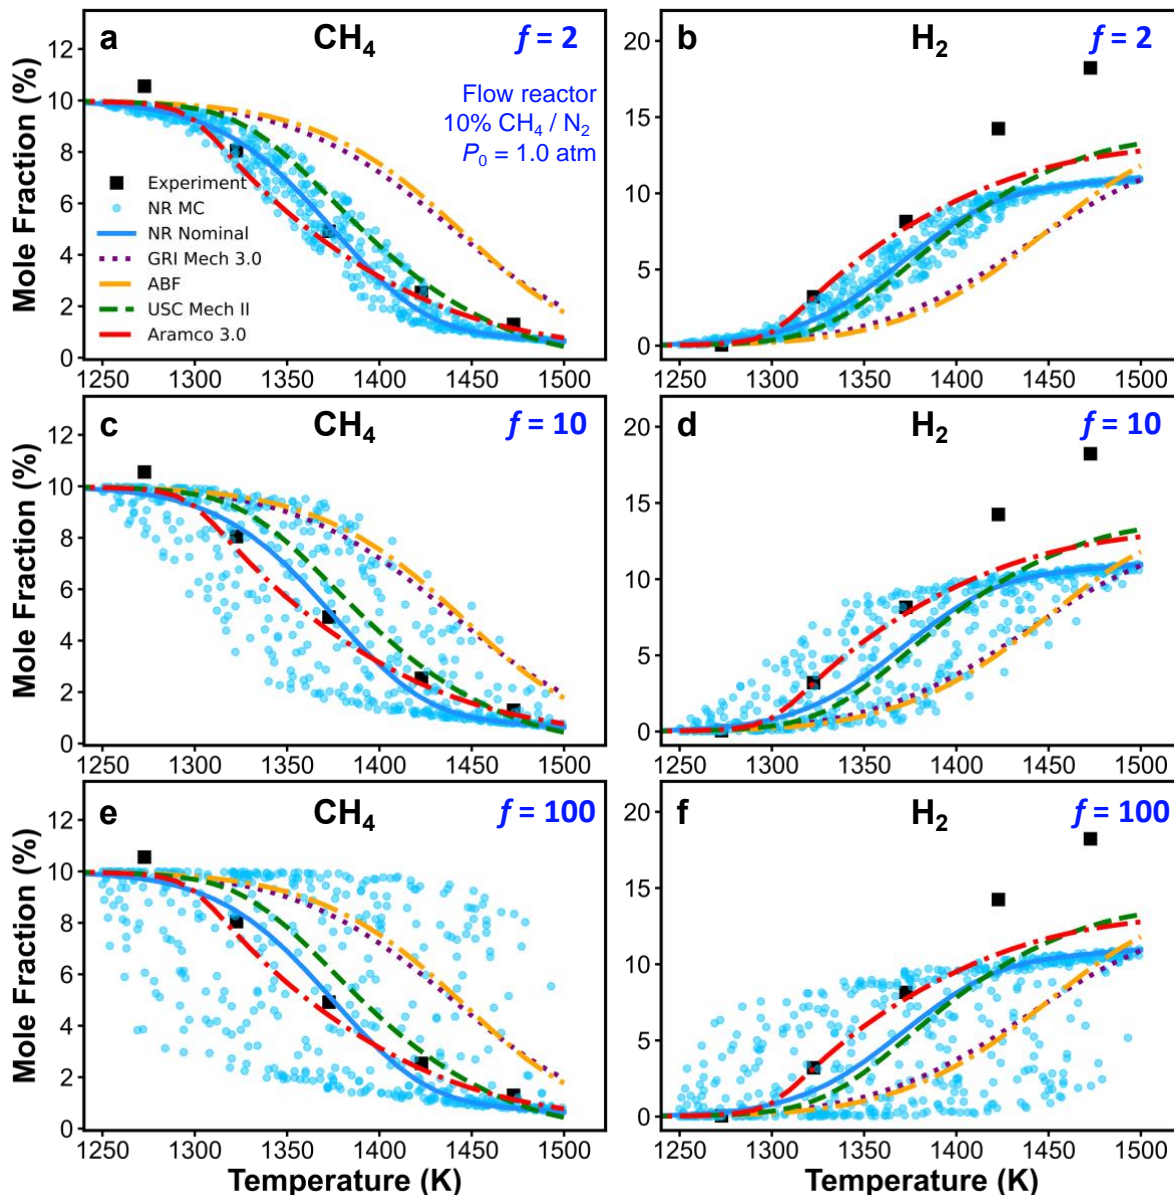 a CH4 f = 2
Flow reactor
10% CH4 / N2
P0 = 1.0 atm
Experiment
NR MC
NR Nominal
GRI Mech 3.0
ABF
USC Mech II
Aramco 3.0
12
10
8
6
4
2
0
1250 1300 1350 1400 1450 1500
Mole Fraction (%)
b H2 f = 2
20
15
10
5
0
1250 1300 1350 1400 1450 1500
c CH4 f = 10
12
10
8
6
4
2
0
1250 1300 1350 1400 1450 1500
Mole Fraction (%)
d H2 f = 10
20
15
10
5
0
1250 1300 1350 1400 1450 1500
e CH4 f = 100
12
10
8
6
4
2
0
1250 1300 1350 1400 1450 1500
Mole Fraction (%)
Temperature (K)
f H2 f = 100
20
15
10
5
0
1250 1300 1350 1400 1450 1500
Temperature (K)